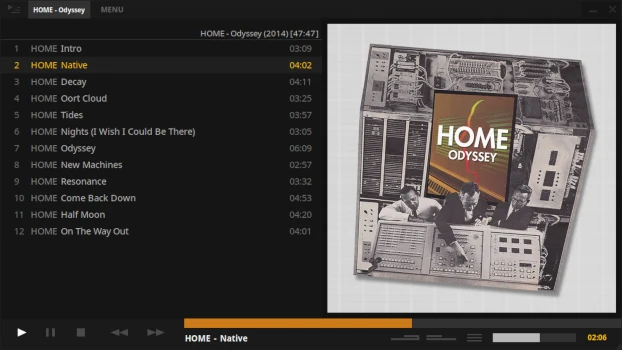 HOME - Odyssey MENU
HOME - Odyssey (2014) [47:47]
1 HOME Intro 03:09
2 HOME Native 04:02
3 HOME Decay 04:11
4 HOME Oort Cloud 03:25
5 HOME Tides 03:57
6 HOME Nights (I Wish I Could Be There) 03:05
7 HOME Odyssey 06:09
8 HOME New Machines 02:57
9 HOME Resonance 03:32
10 HOME Come Back Down 04:53
11 HOME Half Moon 04:20
12 HOME On The Way Out 04:01
HOME
ODYSSEY
HOME - Native 02:06